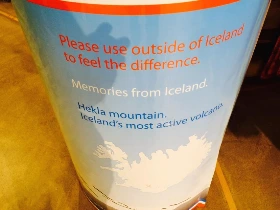 Please use outside of Iceland
to feel the difference.
Memories from Iceland.
Hekla mountain.
Iceland's most active volcano.